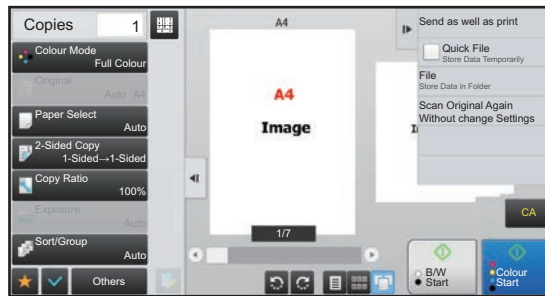 Copies 1
Colour Mode
Full Colour
Original
Auto A4
Paper Select
Auto
2-Sided Copy
1-Sided→1-Sided
Copy Ratio
100%
Exposure
Auto
Sort/Group
Auto
Others
A4
A4
Image
1/7
Send as well as print
Quick File
Store Data Temporarily
File
Store Data in Folder
Scan Original Again
Without change Settings
CA
B/W
Start
Colour
Start